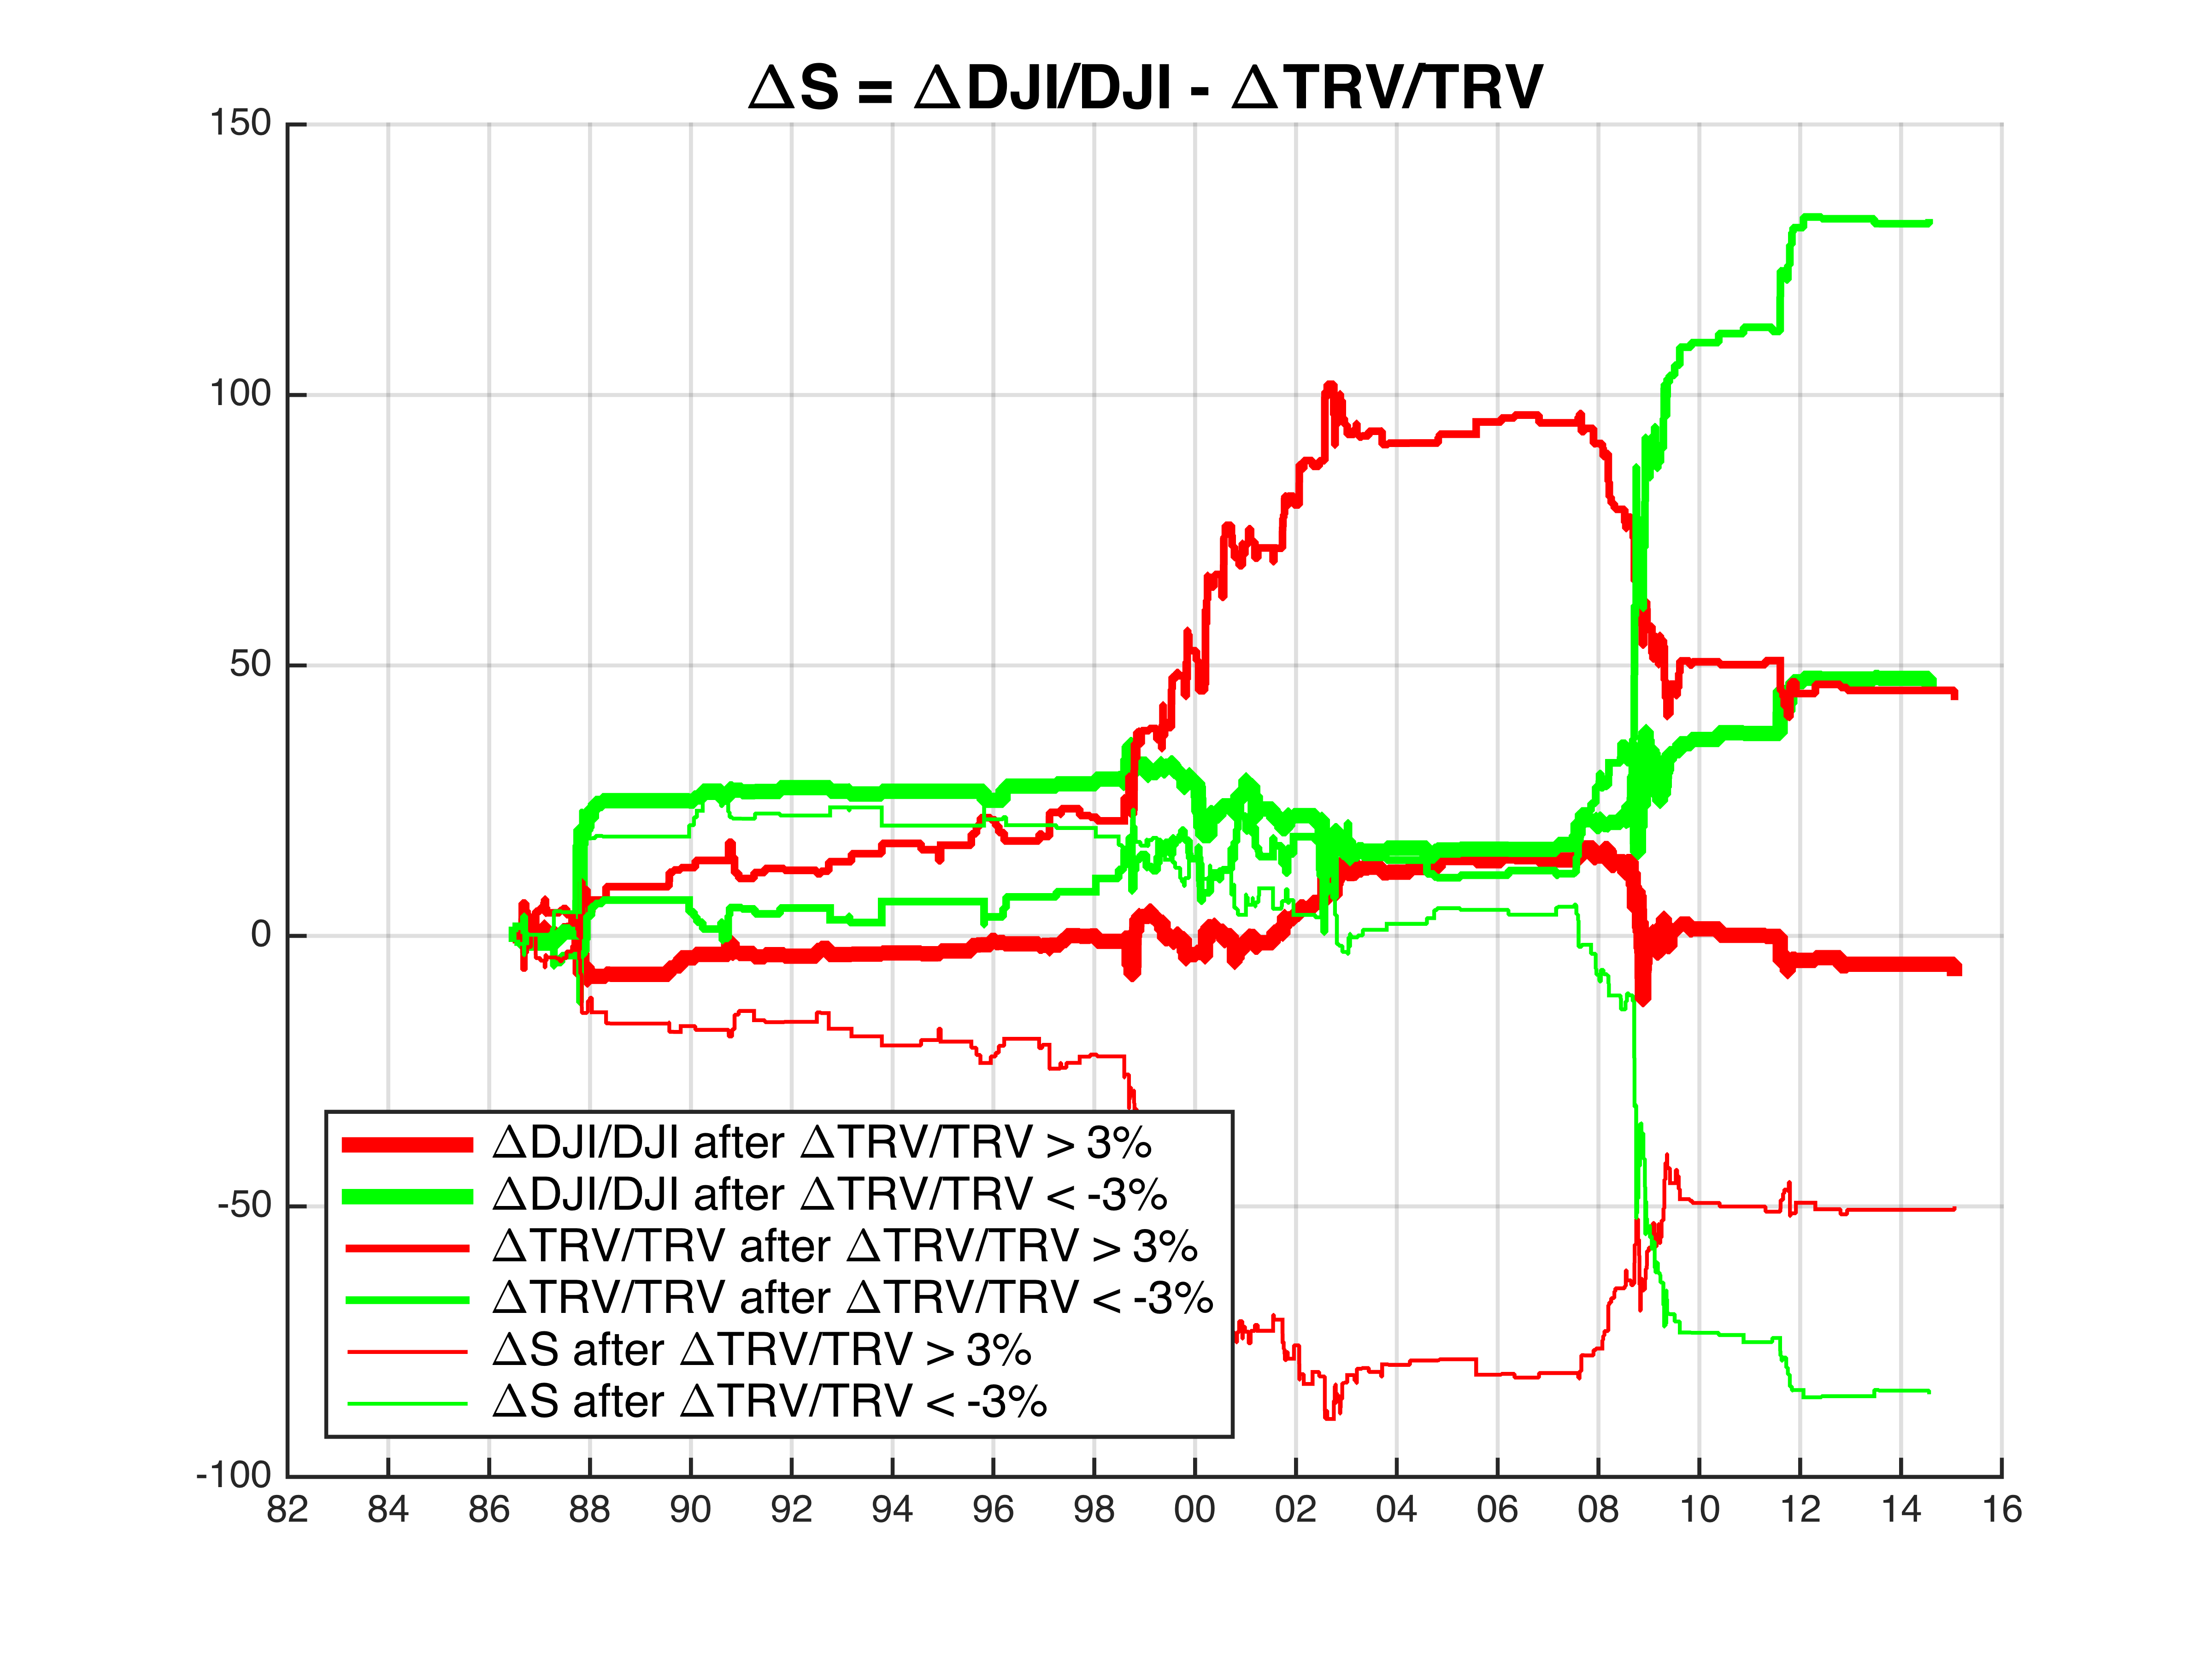 ΔS = ΔDJI/DJI - ΔTRV/TRV
150
100
50
0
-50
-100
ΔDJI/DJI after ΔTRV/TRV > 3%
ΔDJI/DJI after ΔTRV/TRV < -3%
ΔTRV/TRV after ΔTRV/TRV > 3%
ΔTRV/TRV after ΔTRV/TRV < -3%
ΔS after ΔTRV/TRV > 3%
ΔS after ΔTRV/TRV < -3%
82 84 86 88 90 92 94 96 98 00 02 04 06 08 10 12 14 16